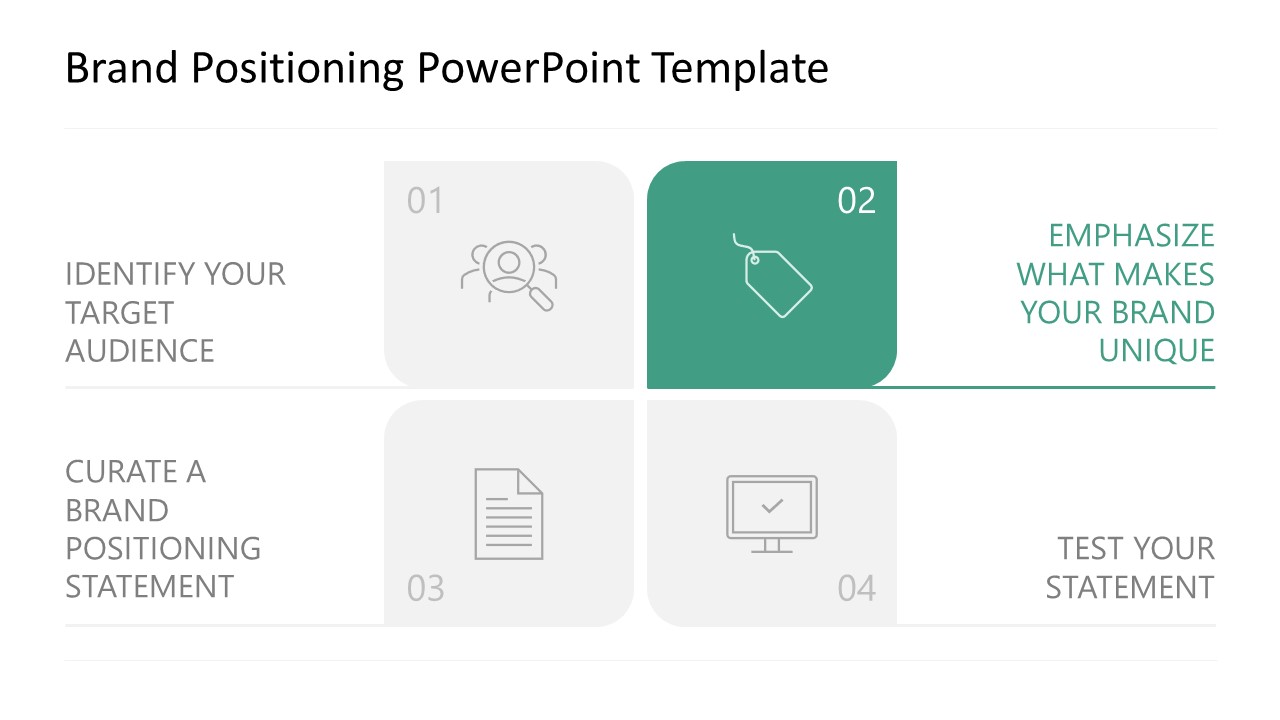 Brand Positioning PowerPoint Template
01
IDENTIFY YOUR
TARGET
AUDIENCE
02
EMPHASIZE
WHAT MAKES
YOUR BRAND
UNIQUE
CURATE A
BRAND
POSITIONING
STATEMENT
03
TEST YOUR
STATEMENT
04